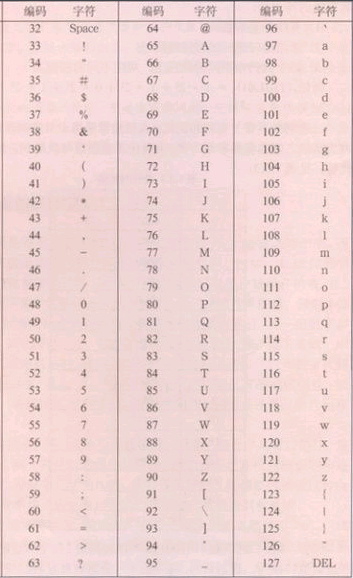 编码 字符 编码 字符 编码 字符
32 Space 64 @ 96 `
33 ! 65 A 97 a
34 " 66 B 98 b
35 # 67 C 99 c
36 $ 68 D 100 d
37 % 69 E 101 e
38 & 70 F 102 f
39 ' 71 G 103 g
40 ( 72 H 104 h
41 ) 73 I 105 i
42 * 74 J 106 j
43 + 75 K 107 k
44 , 76 L 108 l
45 - 77 M 109 m
46 . 78 N 110 n
47 / 79 O 111 o
48 0 80 P 112 p
49 1 81 Q 113 q
50 2 82 R 114 r
51 3 83 S 115 s
52 4 84 T 116 t
53 5 85 U 117 u
54 6 86 V 118 v
55 7 87 W 119 w
56 8 88 X 120 x
57 9 89 Y 121 y
58 : 90 Z 122 z
59 ; 91 [ 123 {
60 < 92 \ 124 |
61 = 93 ] 125 }
62 > 94 ^ 126 ~
63 ? 95 _ 127 DEL